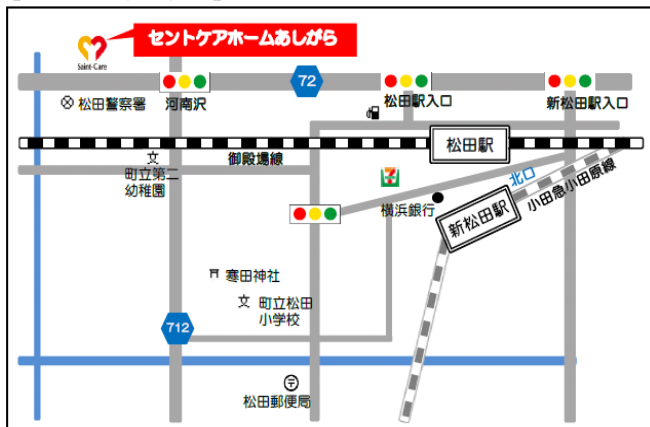 セントケアホームあしがら
Saint-Care
72
松田警察署
河南沢
松田駅入口
新松田駅入口
松田駅
御殿場線
町立第二
幼稚園
7
北口
小田急小田原線
横浜銀行
新松田駅
寒田神社
町立松田
小学校
712
松田郵便局